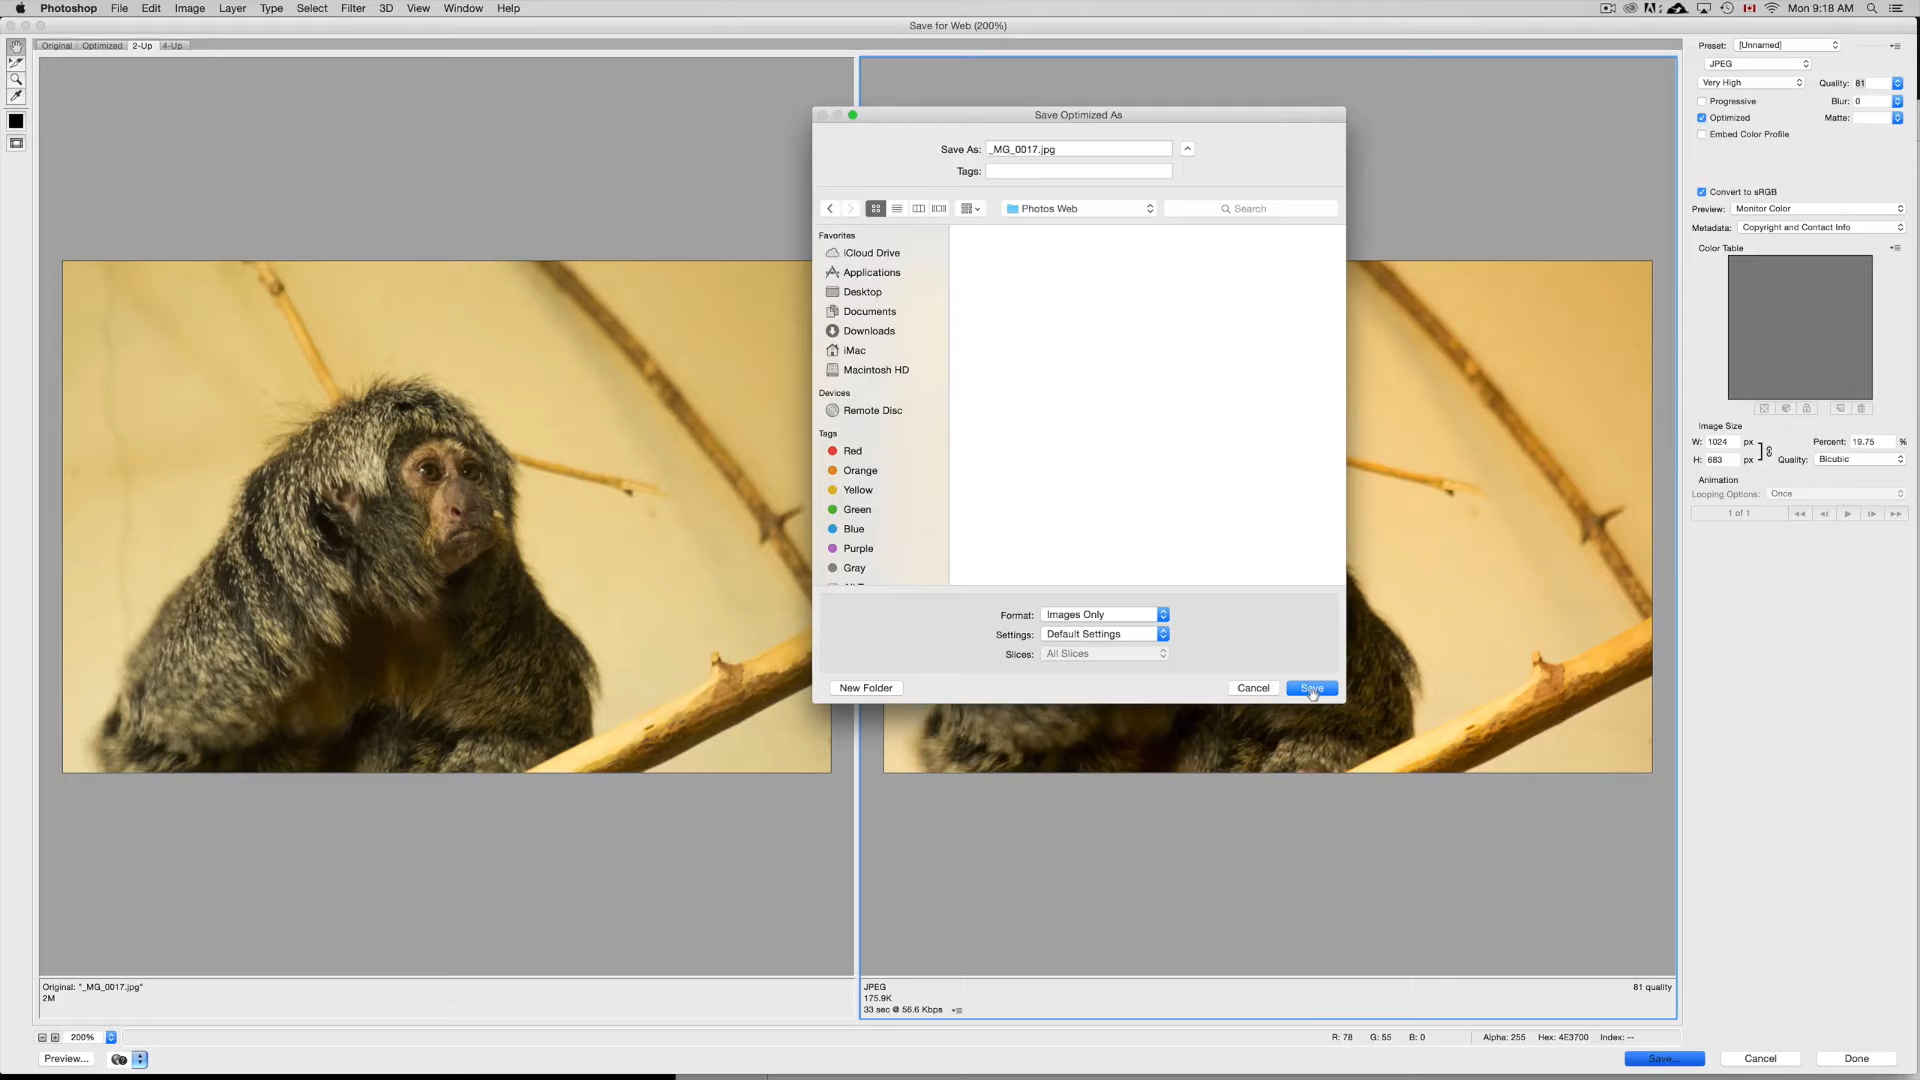 Photoshop File Edit Image Layer Type Select Filter 3D View Window Help Mon 9:18 AM
Save for Web (200%)
Original Optimized 2-Up 4-Up
Preset: [Unnamed]
JPEG
Very High Quality: 81
Progressive Blur: 0
Optimized Matte:
Embed Color Profile
Convert to sRGB
Preview: Monitor Color
Metadata: Copyright and Contact Info
Color Table
Image Size
W: 1024 px Percent: 19.75 %
H: 683 px Quality: Bicubic
Animation
Looping Options: Once
1 of 1
Save Optimized As
Save As: _MG_0017.jpg
Tags:
Photos Web Search
Favorites
iCloud Drive
Applications
Desktop
Documents
Downloads
iMac
Macintosh HD
Devices
Remote Disc
Tags
Red
Orange
Yellow
Green
Blue
Purple
Gray
Format: Images Only
Settings: Default Settings
Slices: All Slices
New Folder Cancel Save
Original: "_MG_0017.jpg"
2M
JPEG 81 quality
175.9K
33 sec @ 56.6 Kbps
200% R: 78 G: 55 B: 0 Alpha: 255 Hex: 4E3700 Index: --
Preview... Save... Cancel Done